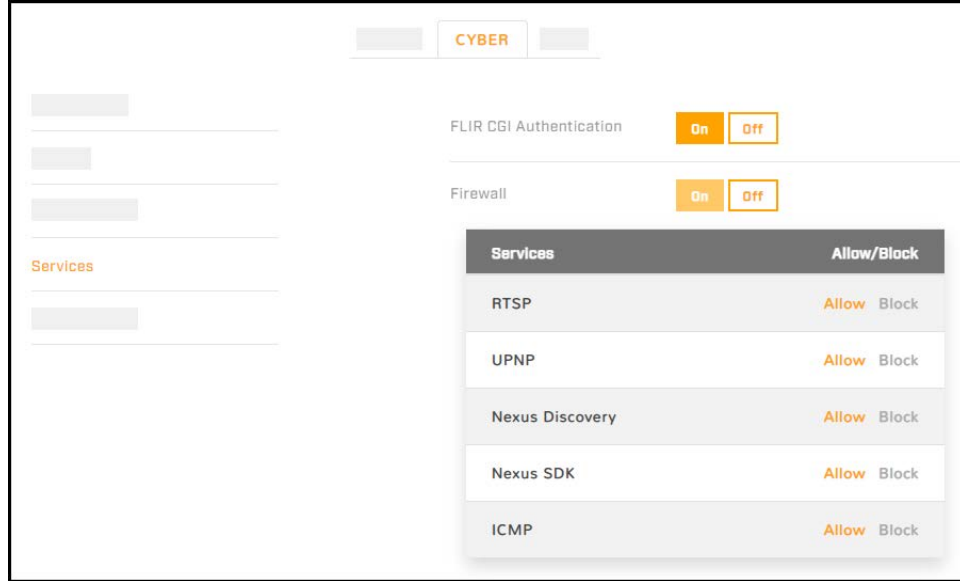 CYBER
FLIR CGI Authentication On Off
Firewall On Off
Services
Services Allow/Block
RTSP Allow Block
UPNP Allow Block
Nexus Discovery Allow Block
Nexus SDK Allow Block
ICMP Allow Block